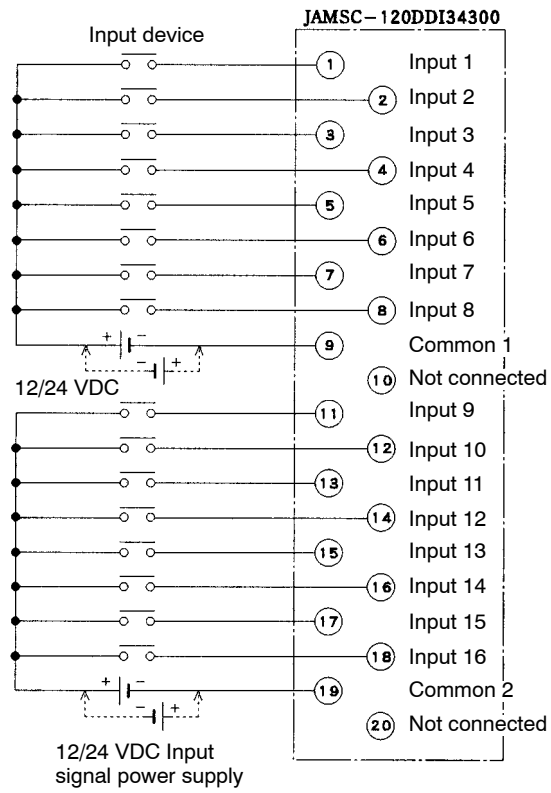 JAMSC-120DDI34300
Input device
1 Input 1
2 Input 2
3 Input 3
4 Input 4
5 Input 5
6 Input 6
7 Input 7
8 Input 8
+ − 9 Common 1
− +
12/24 VDC
10 Not connected
11 Input 9
12 Input 10
13 Input 11
14 Input 12
15 Input 13
16 Input 14
17 Input 15
18 Input 16
+ − 19 Common 2
− +
20 Not connected
12/24 VDC Input
signal power supply